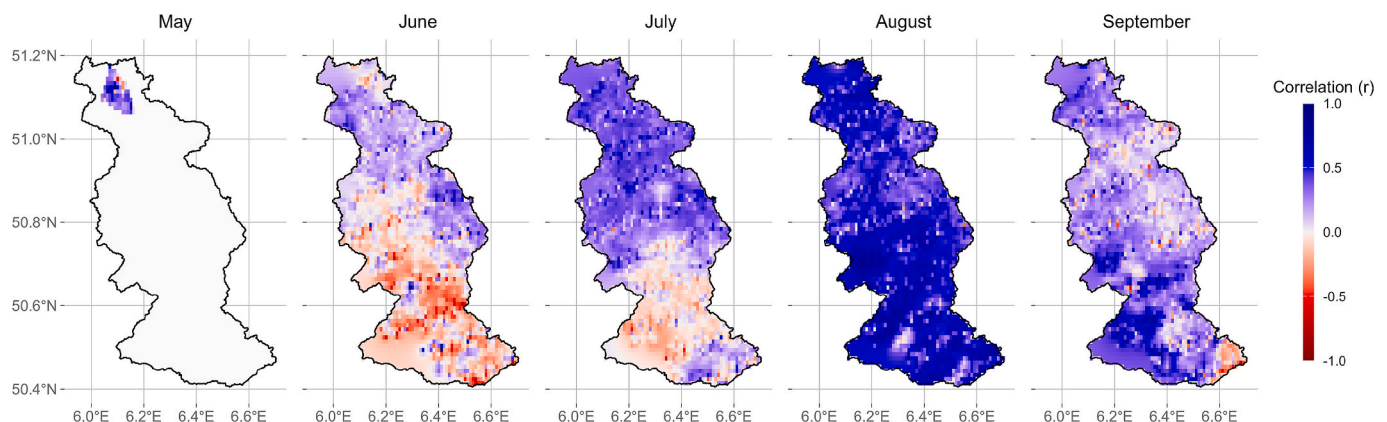 May June July August September
51.2°N
51.0°N
50.8°N
50.6°N
50.4°N
6.0°E 6.2°E 6.4°E 6.6°E 6.0°E 6.2°E 6.4°E 6.6°E 6.0°E 6.2°E 6.4°E 6.6°E 6.0°E 6.2°E 6.4°E 6.6°E 6.0°E 6.2°E 6.4°E 6.6°E
Correlation (r)
1.0
0.5
0.0
-0.5
-1.0